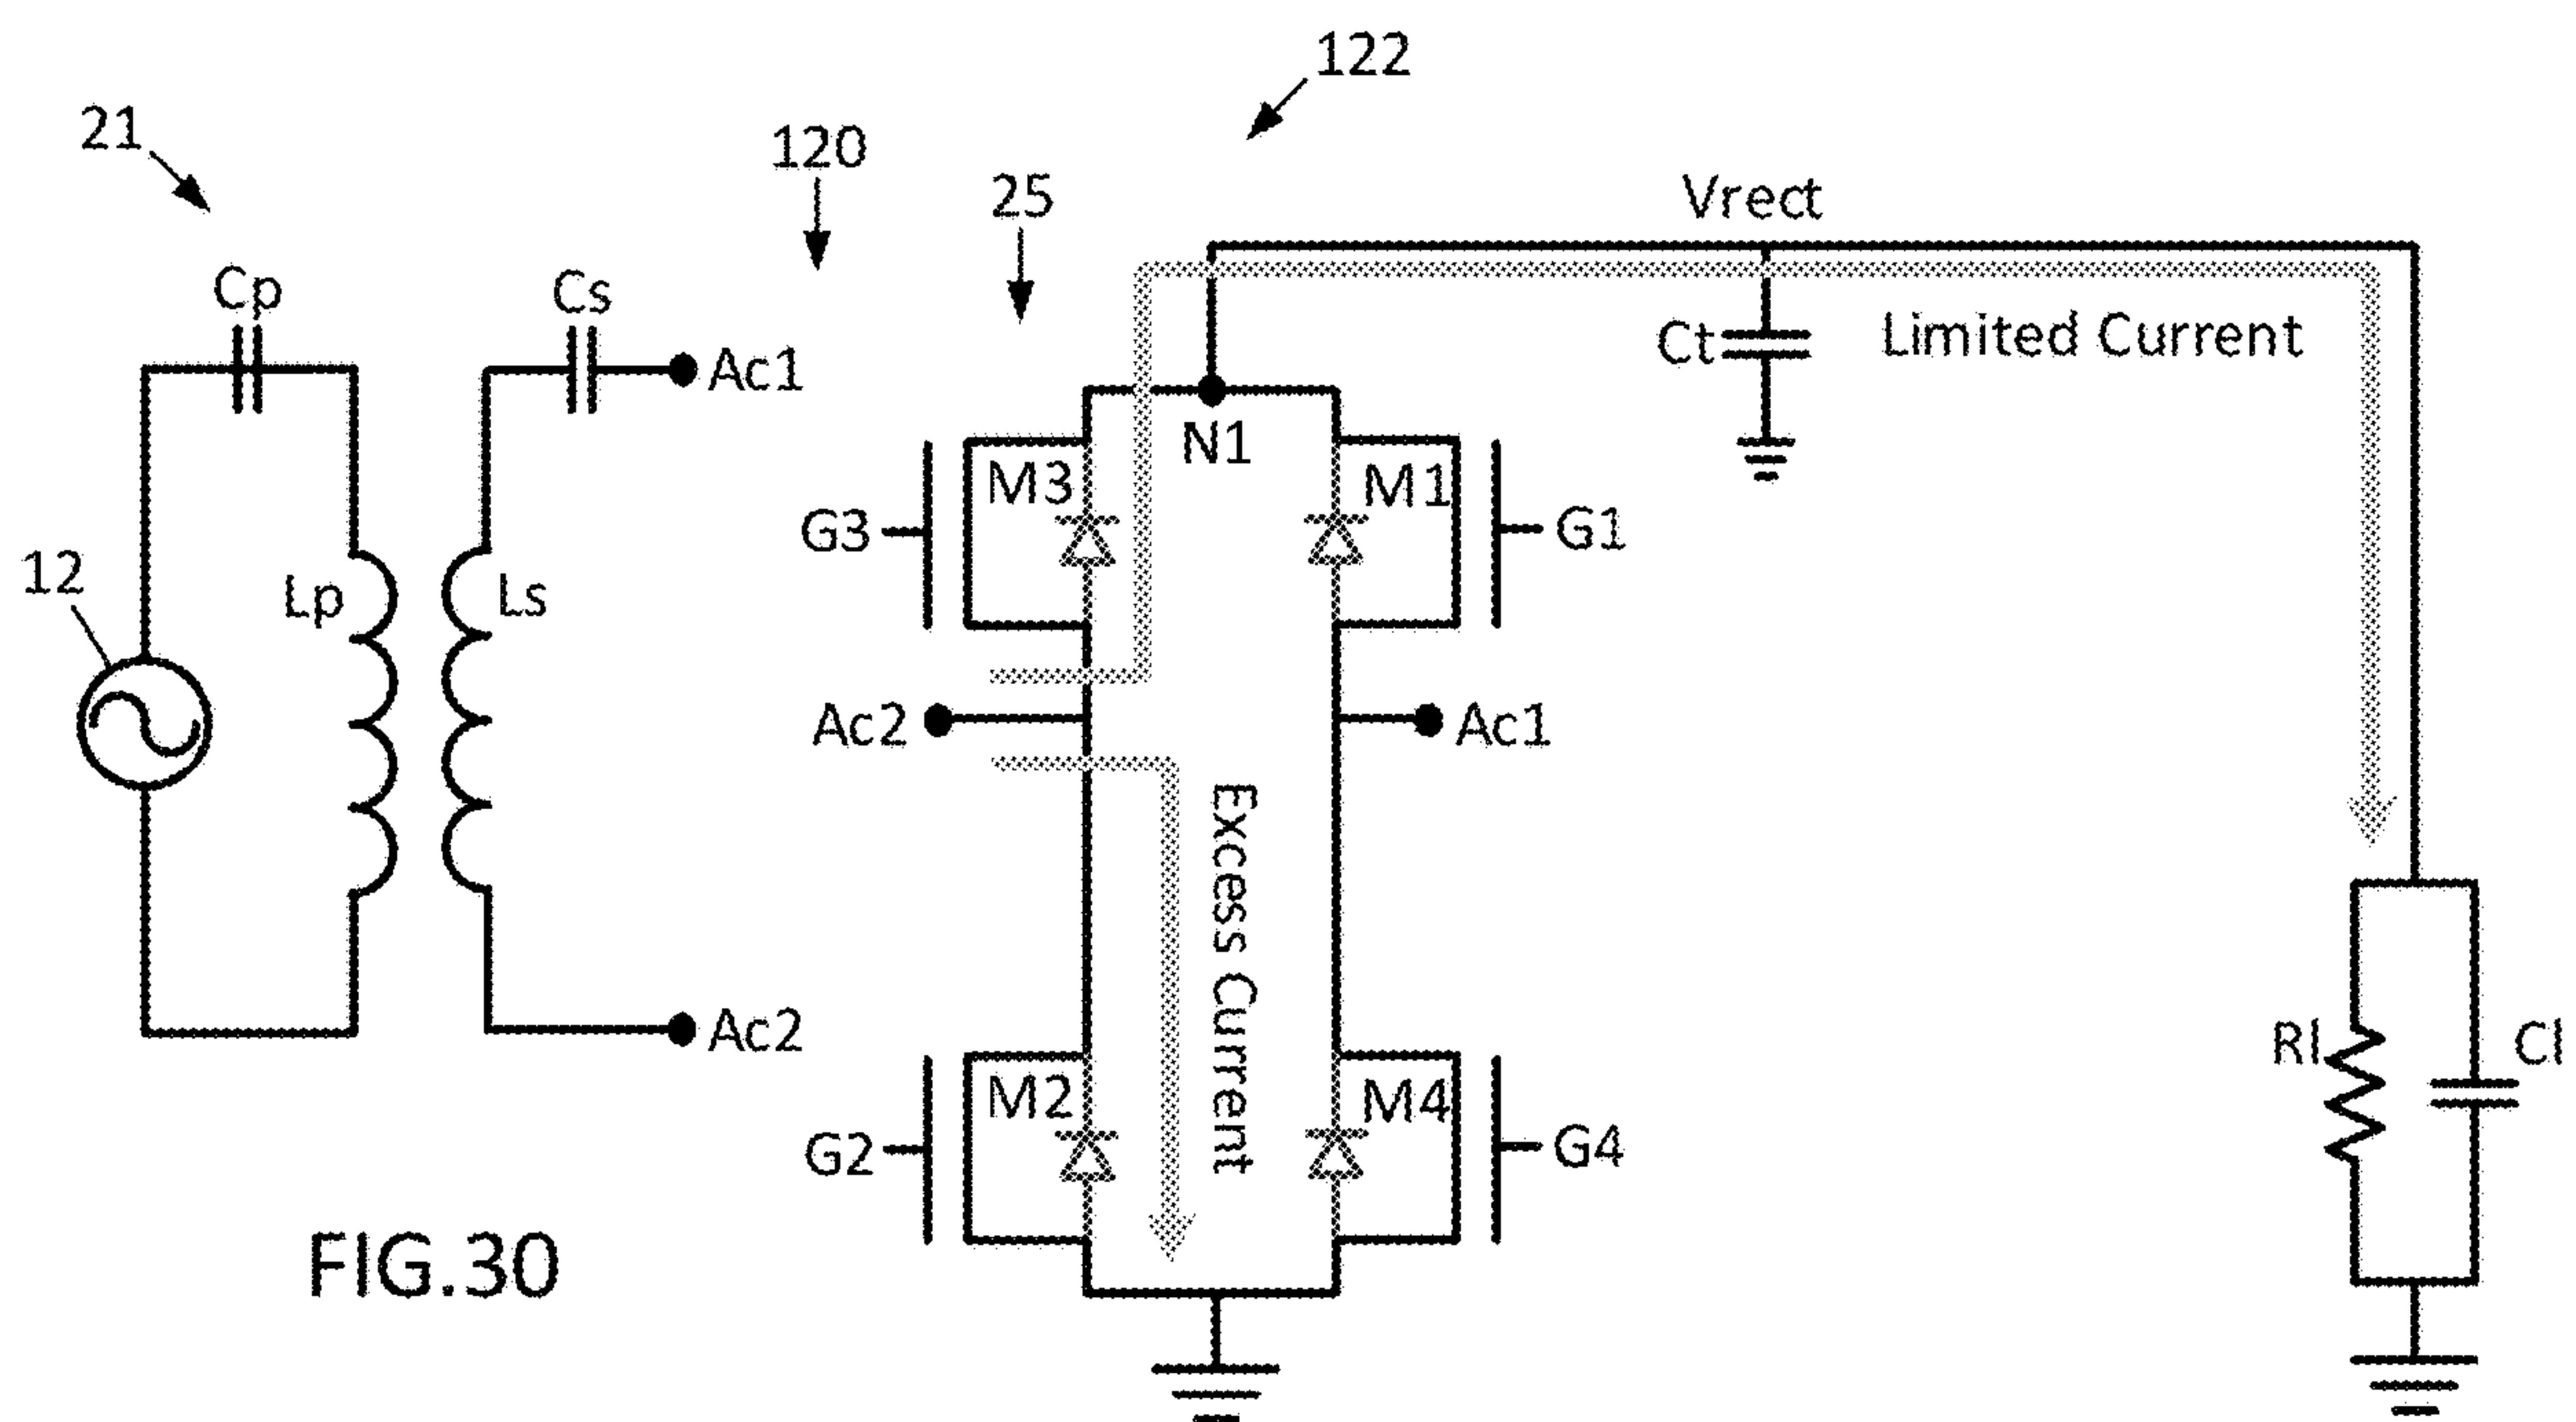 122
21
120
25
Vrect
Cp
Cs
Ct
Limited Current
Ac1
N1
M3
M1
G3
G1
12
Lp
Ls
Ac2
Ac1
Excess Current
Ac2
Rl
Cl
M2
M4
G2
G4
FIG.30